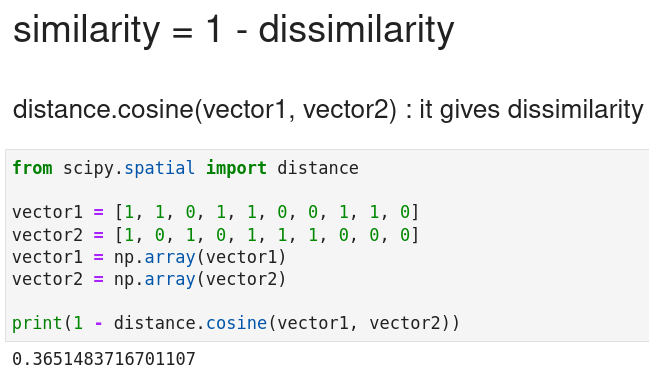 similarity = 1 - dissimilarity
distance.cosine(vector1, vector2) : it gives dissimilarity
from scipy.spatial import distance
vector1 = [1, 1, 0, 1, 1, 0, 0, 1, 1, 0]
vector2 = [1, 0, 1, 0, 1, 1, 1, 0, 0, 0]
vector1 = np.array(vector1)
vector2 = np.array(vector2)
print(1 - distance.cosine(vector1, vector2))
0.3651483716701107